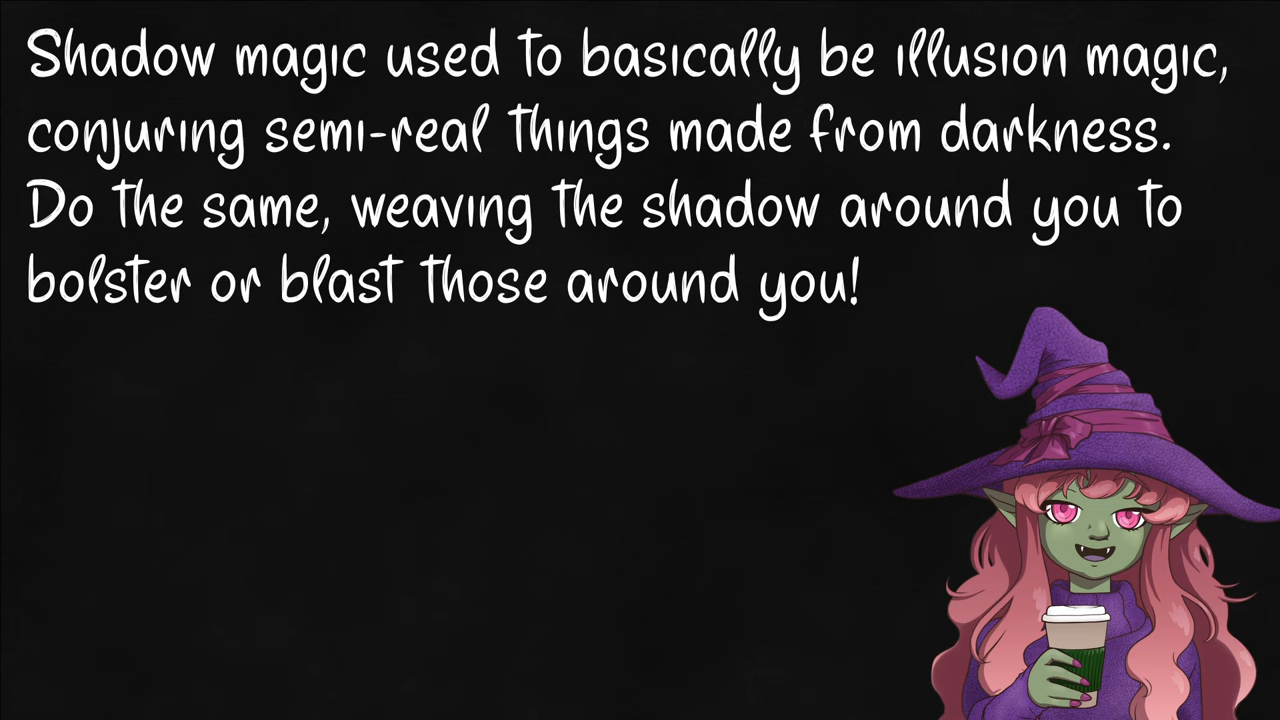 Shadow magic used to basically be illusion magic,
conjuring semi-real things made from darkness.
Do the same, weaving the shadow around you to
bolster or blast those around you!